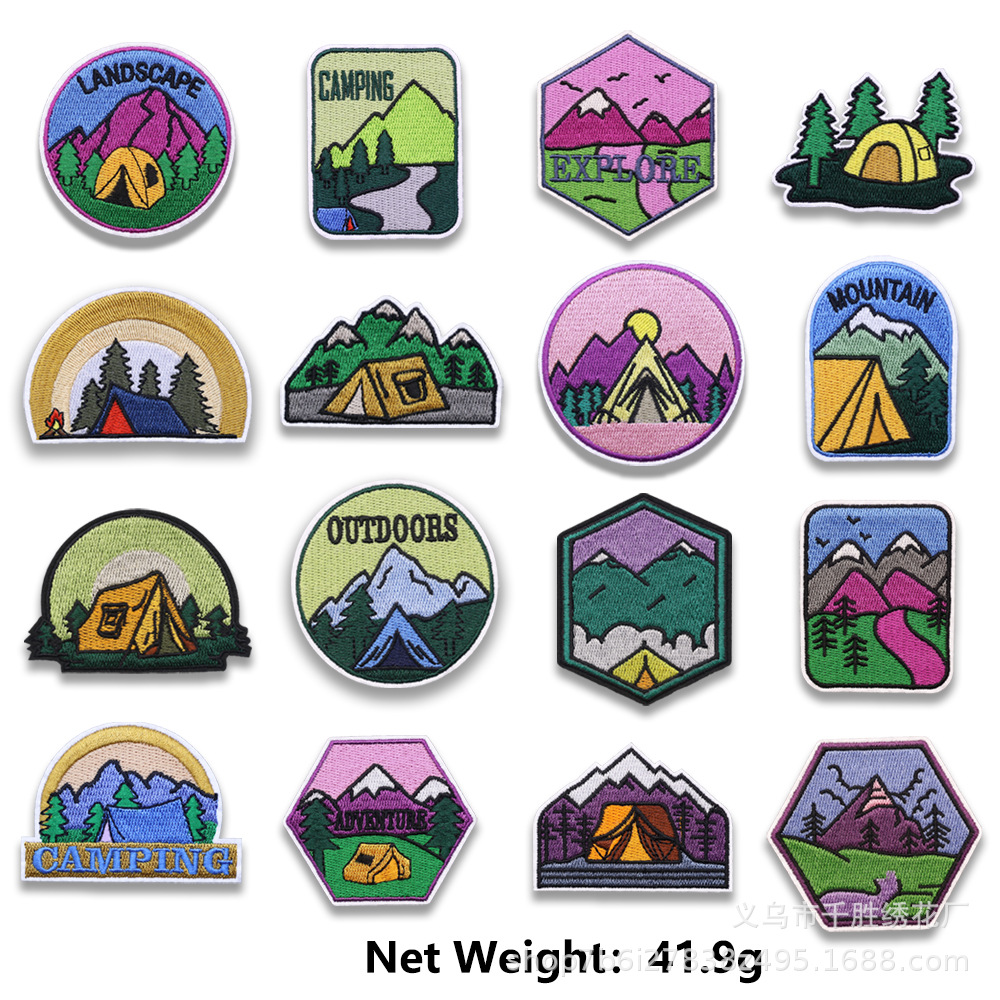 LANDSCAPE
CAMPING
EXPLORE
MOUNTAIN
OUTDOORS
CAMPING
ADVENTURE
义乌市千胜绣花厂
Net Weight: 41.9g